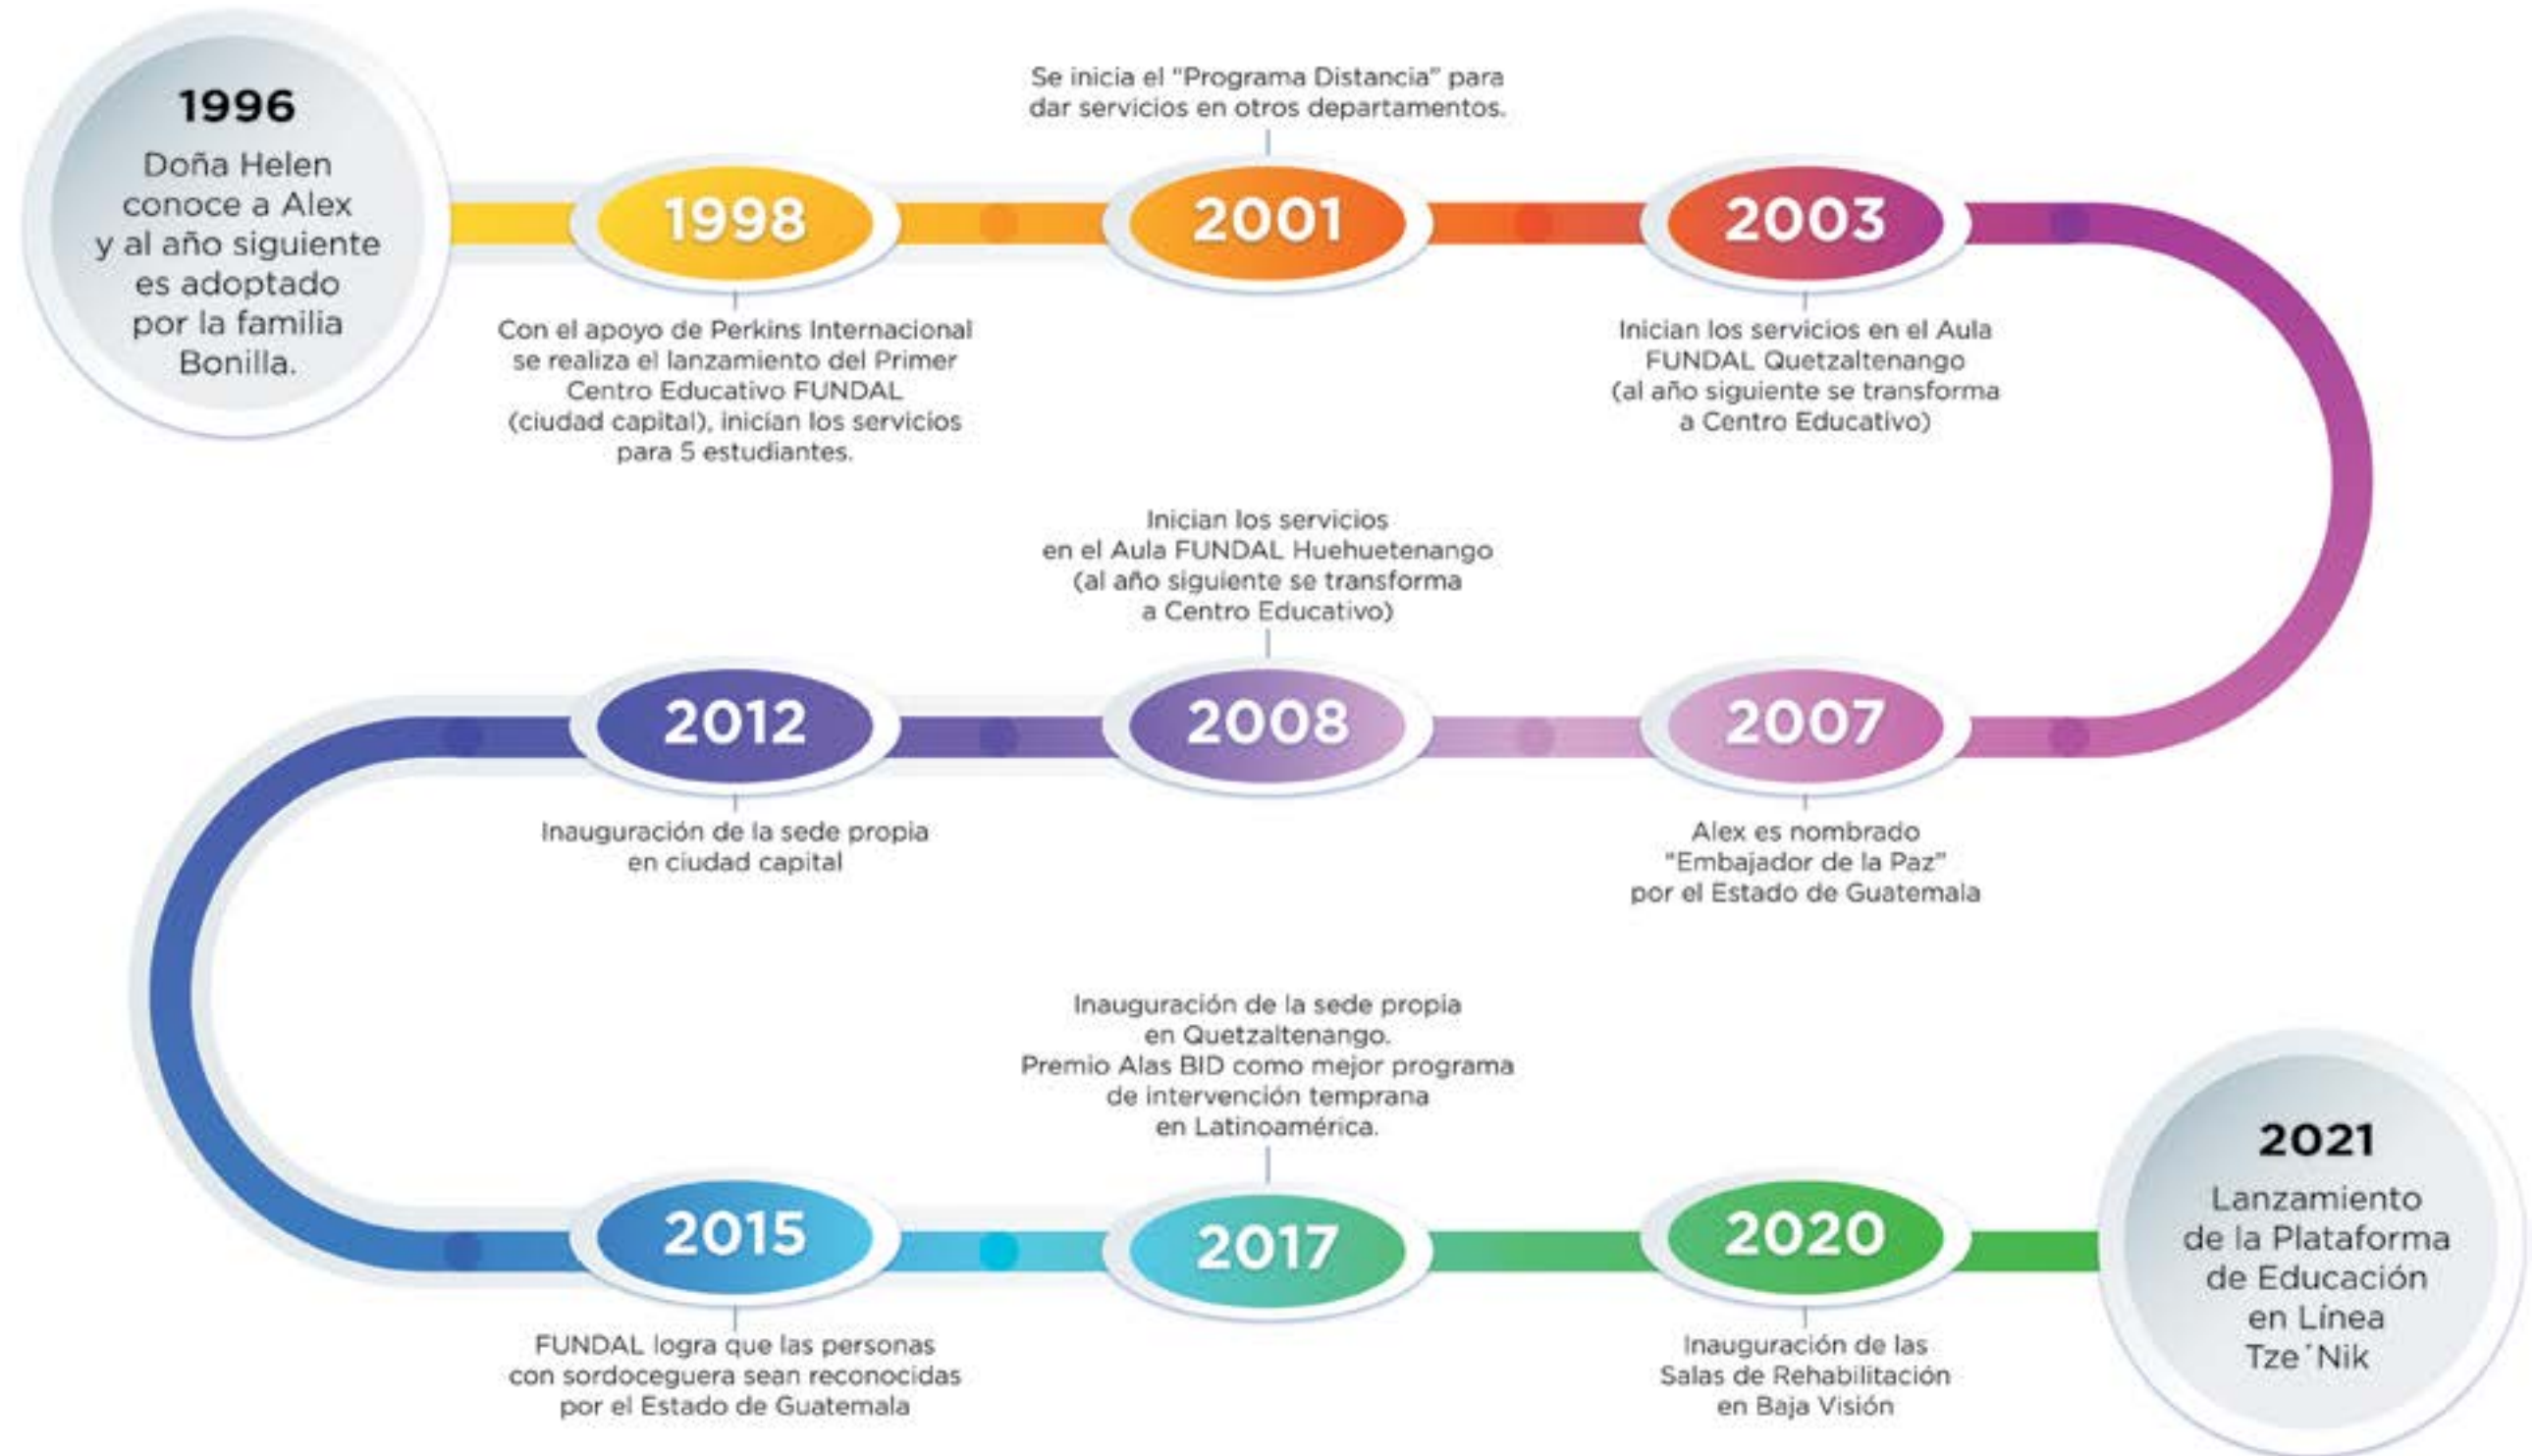 1996
Doña Helen
conoce a Alex
y al año siguiente
es adoptado
por la familia
Bonilla.
1998
Con el apoyo de Perkins Internacional
se realiza el lanzamiento del Primer
Centro Educativo FUNDAL
(ciudad capital), inician los servicios
para 5 estudiantes.
Se inicia el "Programa Distancia" para
dar servicios en otros departamentos.
2001
2003
Inician los servicios en el Aula
FUNDAL Quetzaltenango
(al año siguiente se transforma
a Centro Educativo)
2007
Alex es nombrado
"Embajador de la Paz"
por el Estado de Guatemala
Inician los servicios
en el Aula FUNDAL Huehuetenango
(al año siguiente se transforma
a Centro Educativo)
2008
2012
Inauguración de la sede propia
en ciudad capital
2015
FUNDAL logra que las personas
con sordoceguera sean reconocidas
por el Estado de Guatemala
Inauguración de la sede propia
en Quetzaltenango.
Premio Alas BID como mejor programa
de intervención temprana
en Latinoamérica.
2017
2020
Inauguración de las
Salas de Rehabilitación
en Baja Visión
2021
Lanzamiento
de la Plataforma
de Educación
en Línea
Tze´Nik